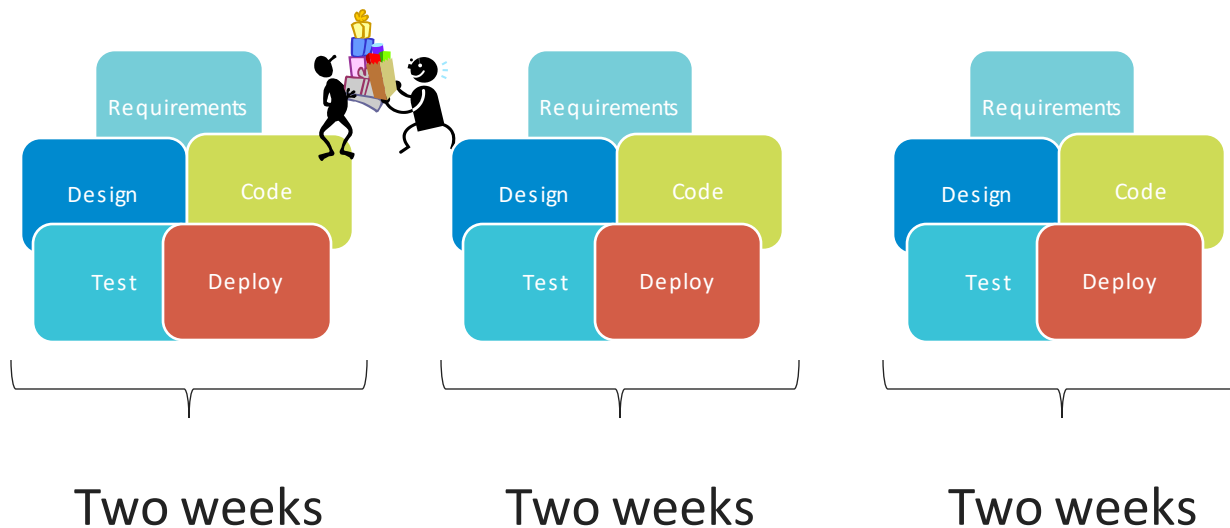 Requirements
Design
Code
Test
Deploy
Two weeks
Requirements
Design
Code
Test
Deploy
Two weeks
Requirements
Design
Code
Test
Deploy
Two weeks